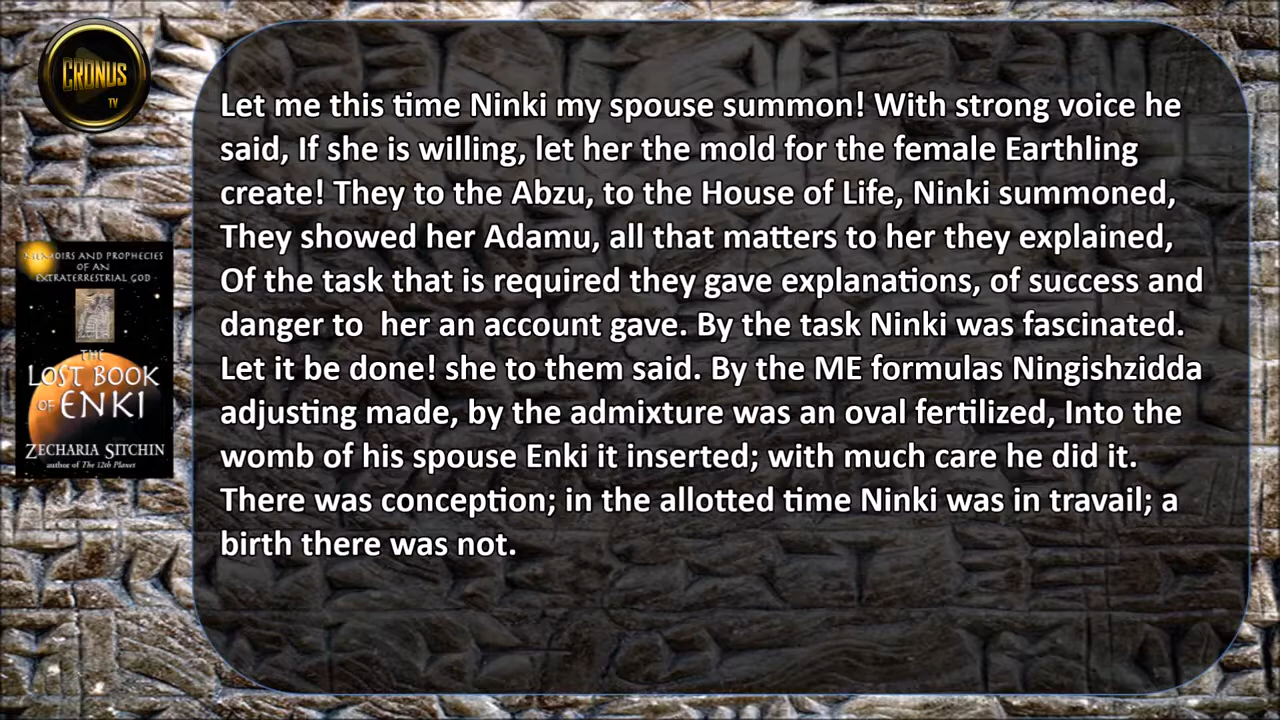 CRONUS
TV
Let me this time Ninki my spouse summon! With strong voice he
said, If she is willing, let her the mold for the female Earthling
create! They to the Abzu, to the House of Life, Ninki summoned,
They showed her Adamu, all that matters to her they explained,
Of the task that is required they gave explanations, of success and
danger to  her an account gave. By the task Ninki was fascinated.
Let it be done! she to them said. By the ME formulas Ningishzidda
adjusting made, by the admixture was an oval fertilized, Into the
womb of his spouse Enki it inserted; with much care he did it.
There was conception; in the allotted time Ninki was in travail; a
birth there was not.
MEMOIRS AND PROPHECIES
OF AN
EXTRATERRESTRIAL GOD
THE
LOST BOOK
OF ENKI
ZECHARIA SITCHIN
author of The 12th Planet